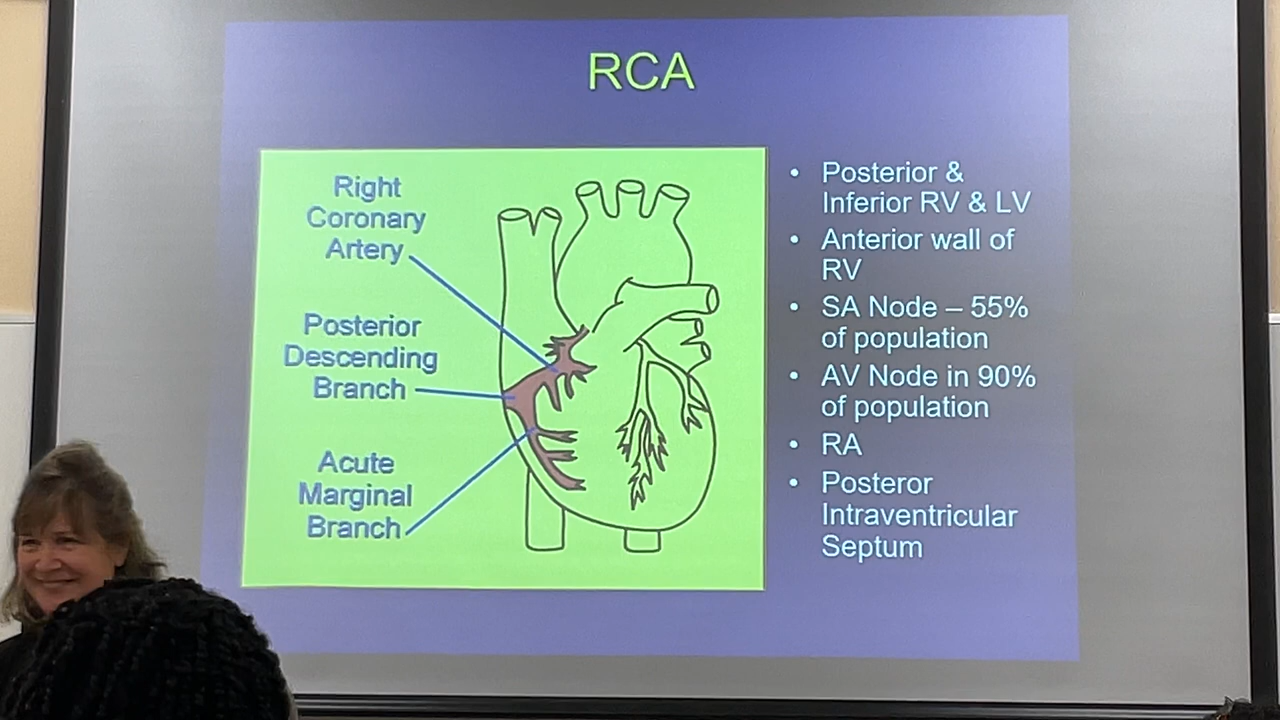 RCA
Right
Coronary
Artery
Posterior
Descending
Branch
Acute
Marginal
Branch
• Posterior &
Inferior RV & LV
• Anterior wall of
RV
• SA Node – 55%
of population
• AV Node in 90%
of population
• RA
• Posteror
Intraventricular
Septum